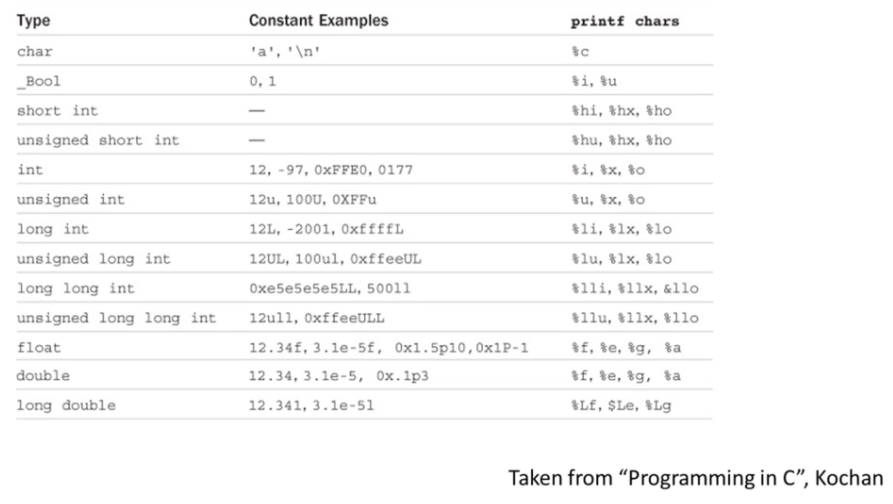 Type Constant Examples printf chars
char 'a', '\n' %c
_Bool 0, 1 %i, %u
short int — %hi, %hx, %ho
unsigned short int — %hu, %hx, %ho
int 12, -97, 0xFFE0, 0177 %i, %x, %o
unsigned int 12u, 100U, 0XFFu %u, %x, %o
long int 12L, -2001, 0xffffL %li, %lx, %lo
unsigned long int 12UL, 100ul, 0xffeeUL %lu, %lx, %lo
long long int 0xe5e5e5e5LL, 500ll %lli, %llx, &llo
unsigned long long int 12ull, 0xffeeULL %llu, %llx, %llo
float 12.34f, 3.1e-5f, 0x1.5p10,0x1P-1 %f, %e, %g, %a
double 12.34, 3.1e-5, 0x.1p3 %f, %e, %g, %a
long double 12.34l, 3.1e-5l %Lf, $Le, %Lg
Taken from “Programming in C”, Kochan